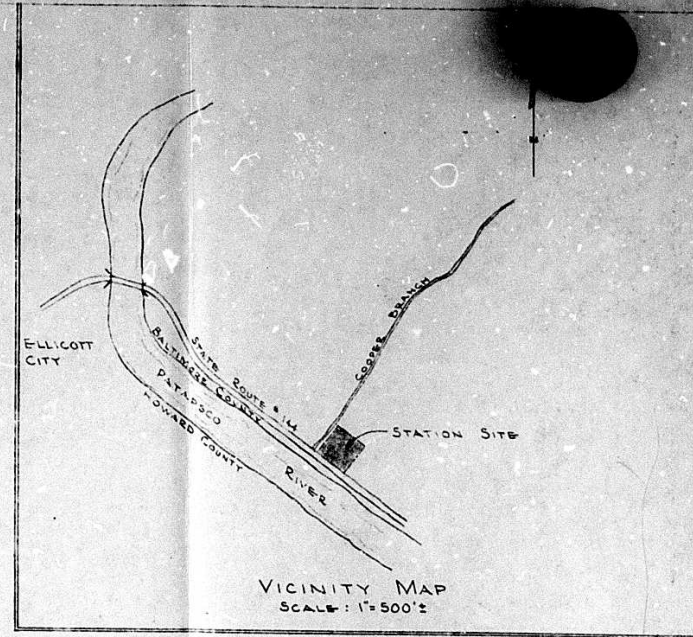 COOPER BRANCH
ELLICOTT
CITY
STATE ROUTE #144
BALTIMORE COUNTY
PATAPSCO
RIVER
HOWARD COUNTY
STATION SITE
VICINITY MAP
SCALE: 1"=500'±